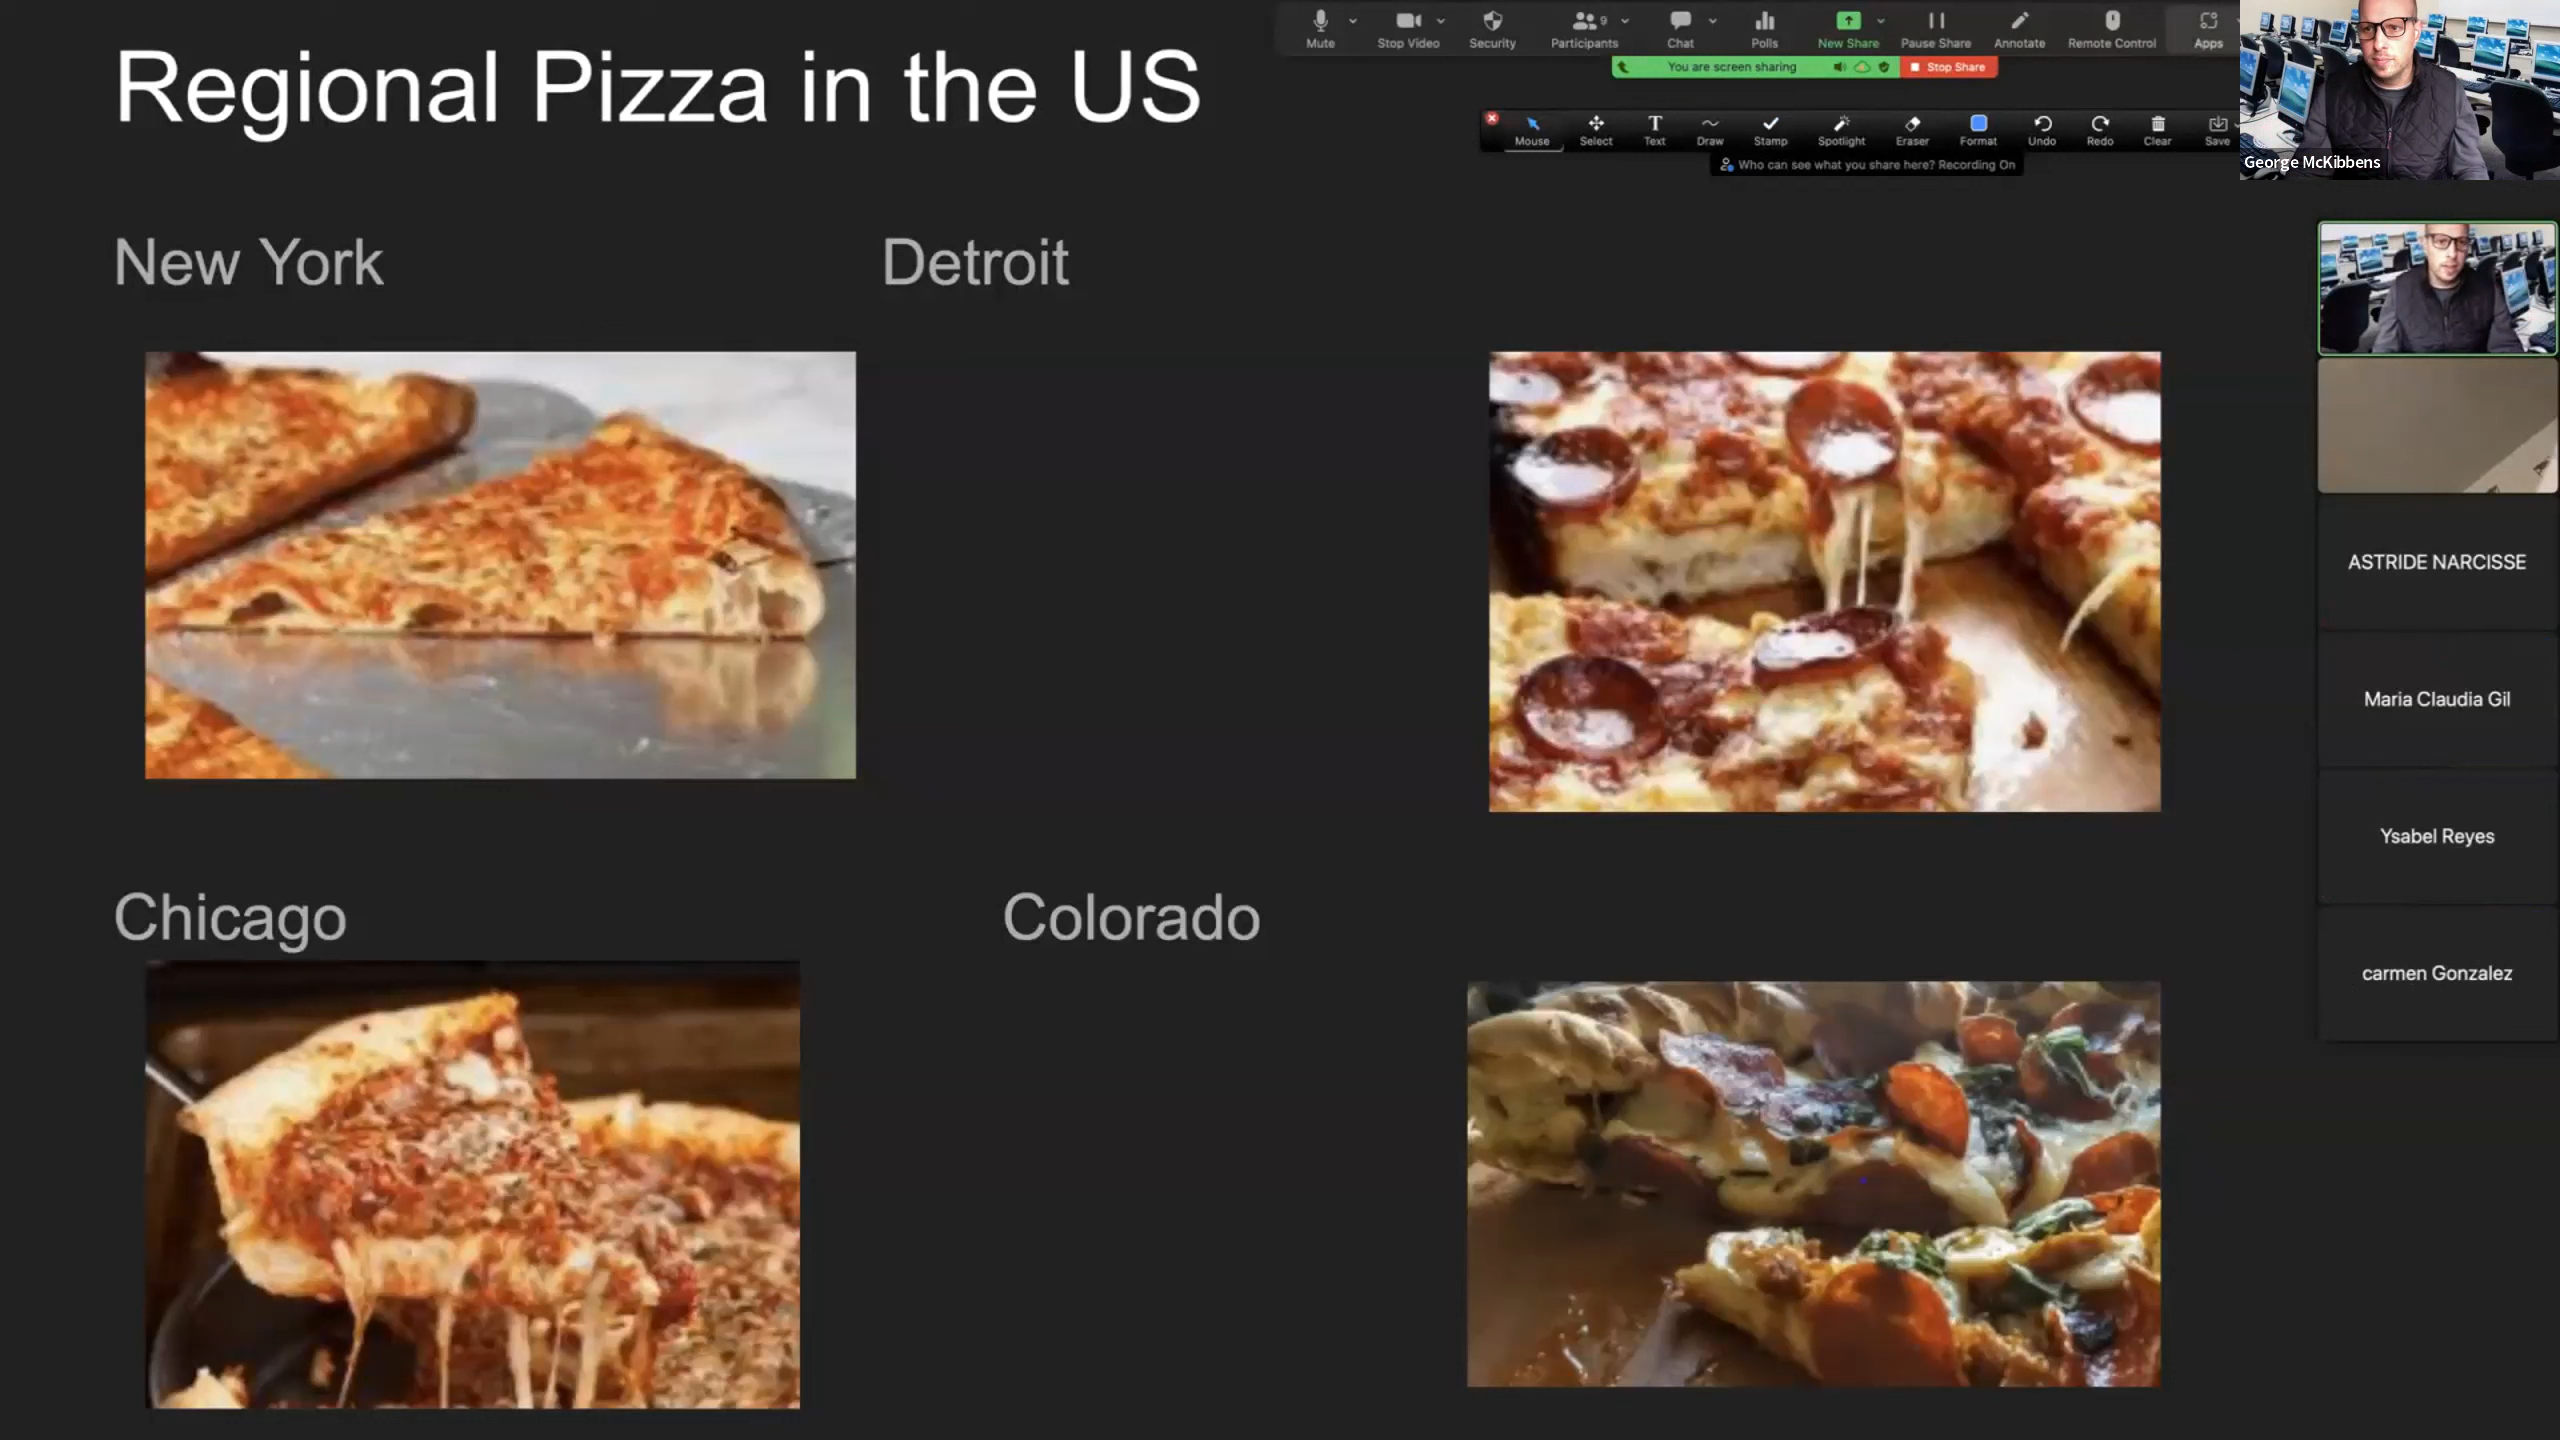 Regional Pizza in the US
Mute
Stop Video
Security
9
Participants
Chat
Polls
New Share
Pause Share
Annotate
Remote Control
Apps
You are screen sharing
Stop Share
Mouse
Select
T
Text
Draw
Stamp
Spotlight
Eraser
Format
Undo
Redo
Clear
Save
Who can see what you share here? Recording On
George McKibbens
New York
Detroit
Chicago
Colorado
ASTRIDE NARCISSE
Maria Claudia Gil
Ysabel Reyes
carmen Gonzalez